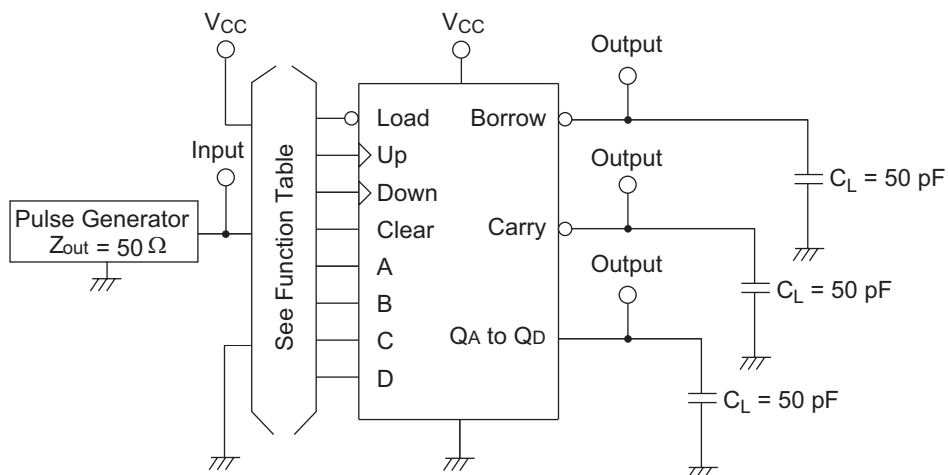 VCC
VCC
Output
Input
Pulse Generator
Zout = 50 Ω
See Function Table
Load
Up
Down
Clear
A
B
C
D
Borrow
Carry
QA to QD
CL = 50 pF
Output
CL = 50 pF
Output
CL = 50 pF